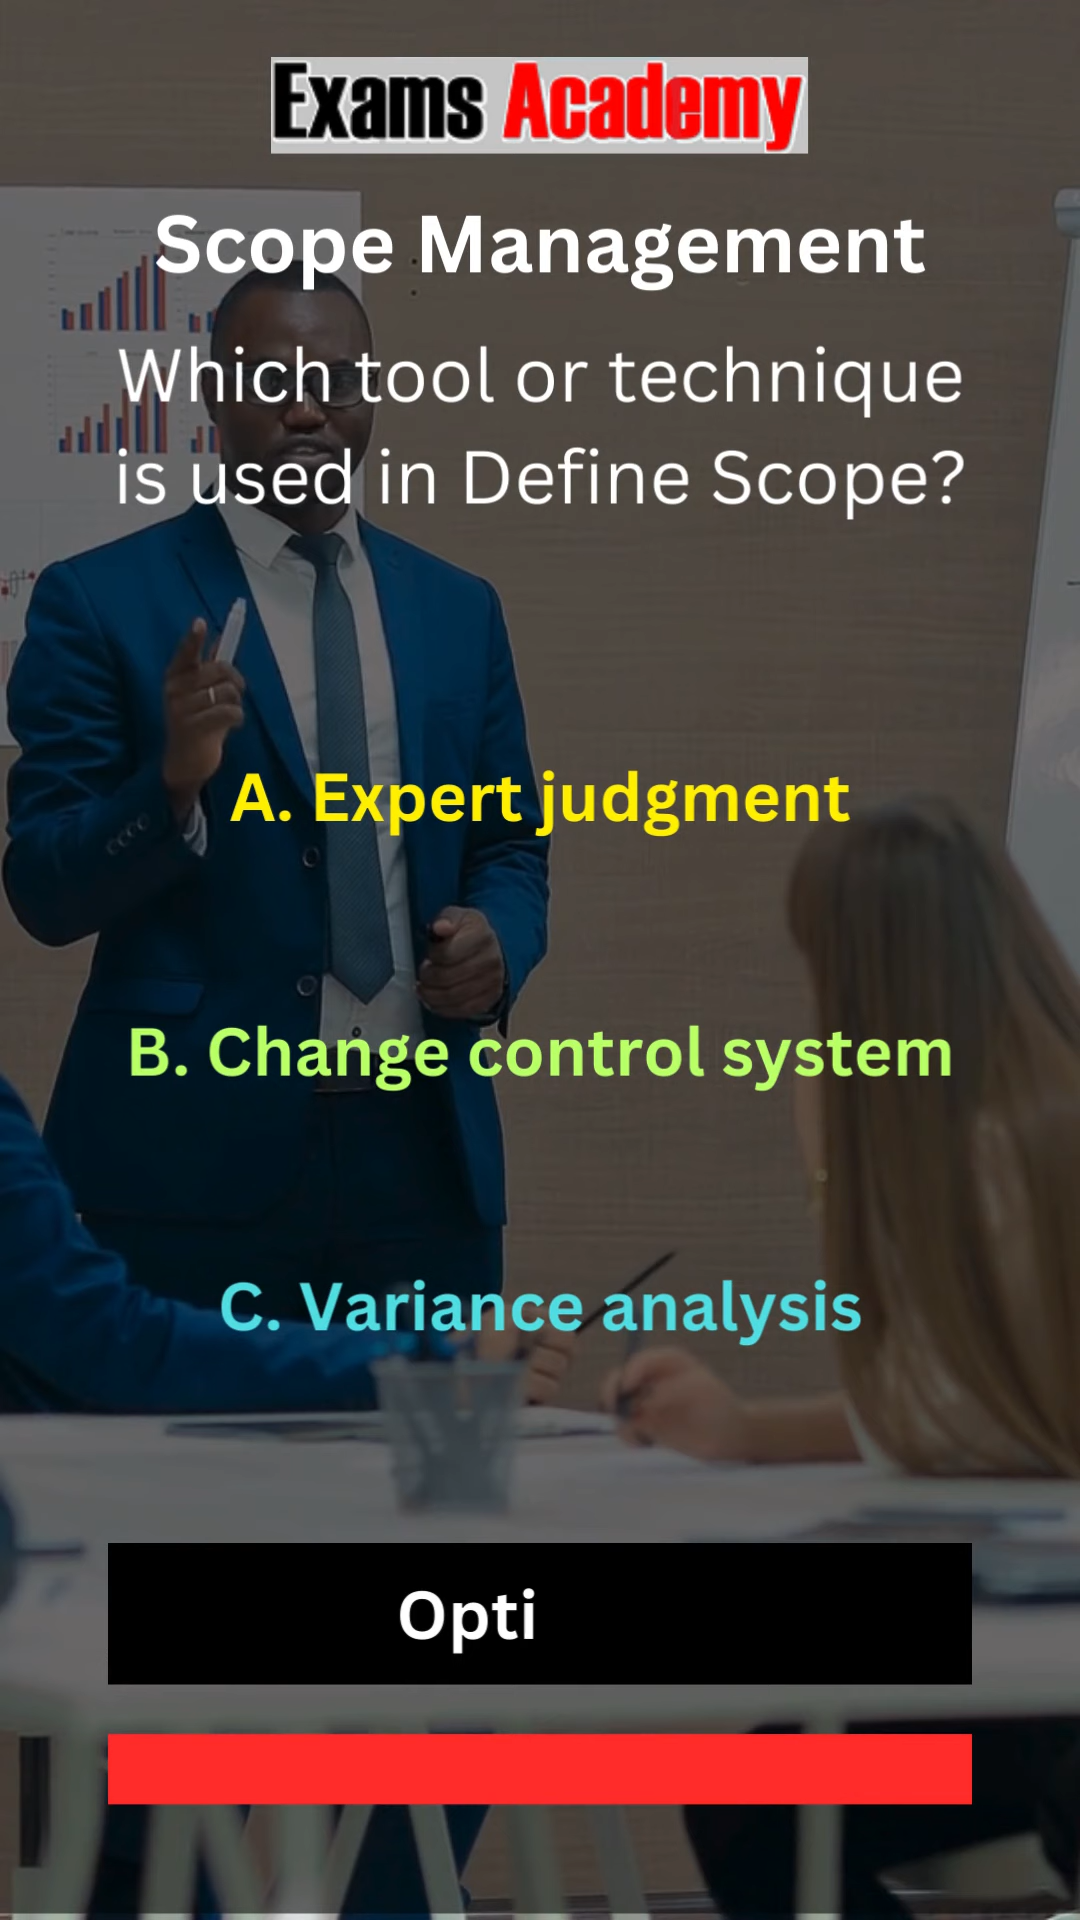 Exams Academy
Scope Management
Which tool or technique
is used in Define Scope?
A. Expert judgment
B. Change control system
C. Variance analysis
Opti